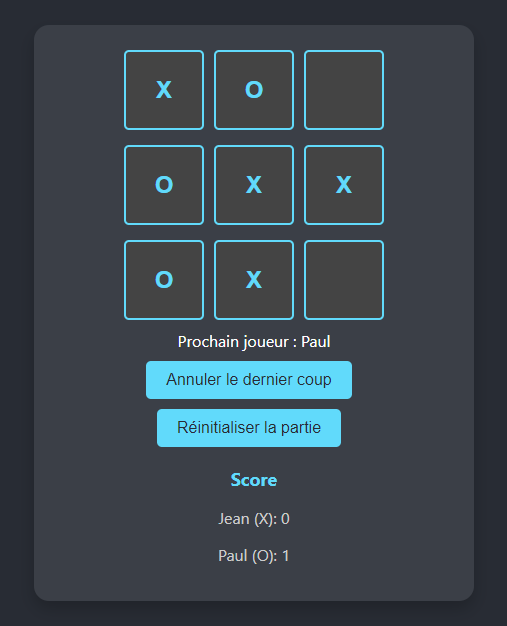 X O
O X X
O X
Prochain joueur : Paul
Annuler le dernier coup
Réinitialiser la partie
Score
Jean (X): 0
Paul (O): 1